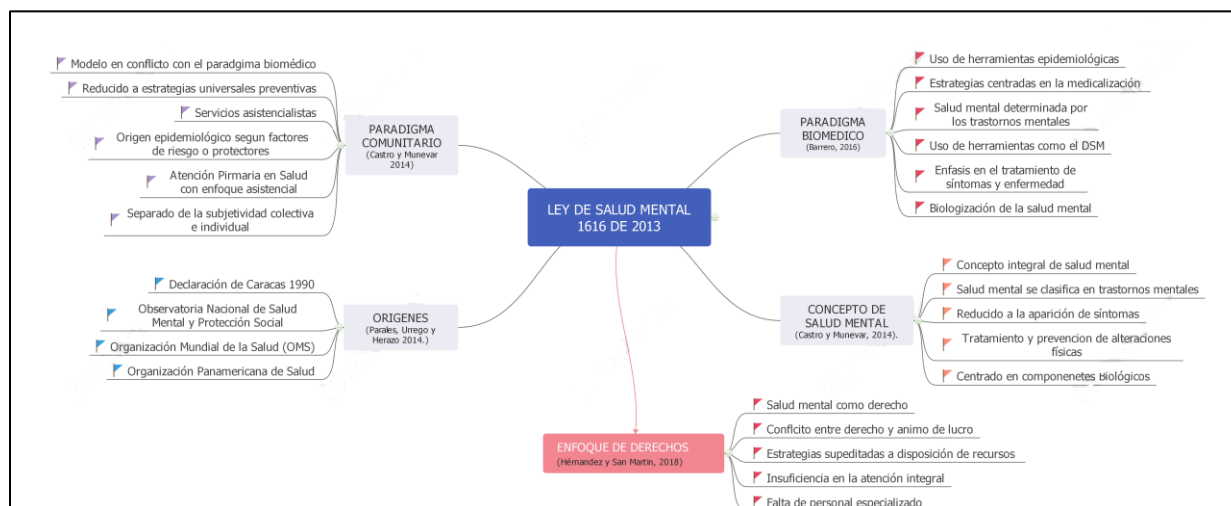 Modelo en conflicto con el paradgima biomédico
Reducido a estrategias universales preventivas
Servicios asistencialistas
Origen epidemiológico segun factores
de riesgo o protectores
Atención Pirmaria en Salud
con enfoque asistencial
Separado de la subjetividad colectiva
e individual
PARADIGMA
COMUNITARIO
(Castro y Munevar
2014)
Declaración de Caracas 1990
Observatoria Nacional de Salud
Mental y Protección Social
Organización Mundial de la Salud (OMS)
Organización Panamericana de Salud
ORIGENES
(Parales, Urrego y
Herazo 2014.)
LEY DE SALUD MENTAL
1616 DE 2013
PARADIGMA
BIOMEDICO
(Barrero, 2016)
Uso de herramientas epidemiológicas
Estrategias centradas en la medicalización
Salud mental determinada por
los trastornos mentales
Uso de herramientas como el DSM
Enfasis en el tratamiento de
síntomas y enfermedad
Biologización de la salud mental
CONCEPTO DE
SALUD MENTAL
(Castro y Munevar, 2014).
Concepto integral de salud mental
Salud mental se clasifica en trastornos mentales
Reducido a la aparición de síntomas
Tratamiento y prevencion de alteraciones
físicas
Centrado en componenetes biológicos
ENFOQUE DE DERECHOS
(Hérnandez y San Martin, 2018)
Salud mental como derecho
Conflcito entre derecho y animo de lucro
Estrategias supeditadas a disposición de recursos
Insuficiencia en la atención integral
Falta de personal especializado